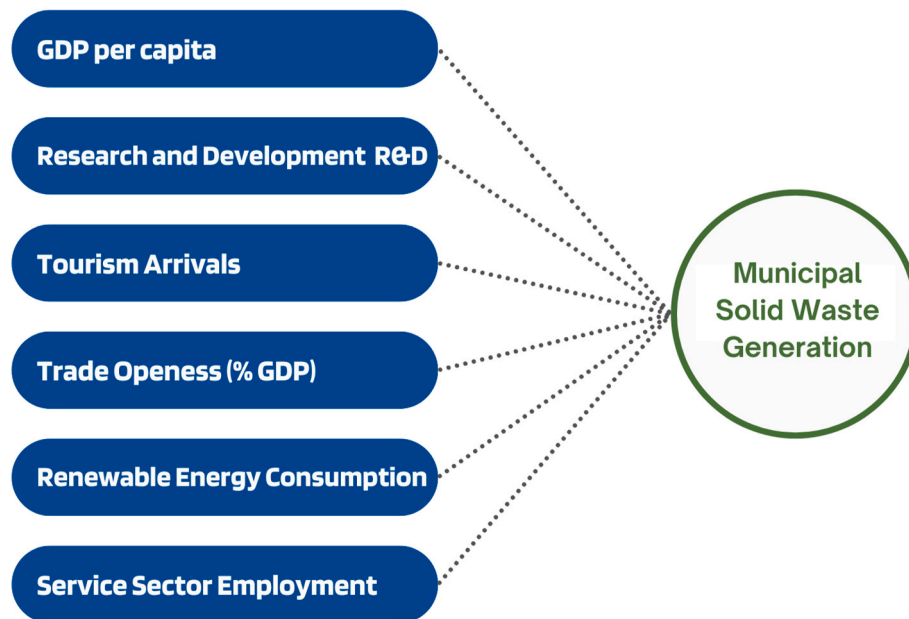 GDP per capita
Research and Development R&D
Tourism Arrivals
Trade Openess (% GDP)
Renewable Energy Consumption
Service Sector Employment
Municipal
Solid Waste
Generation